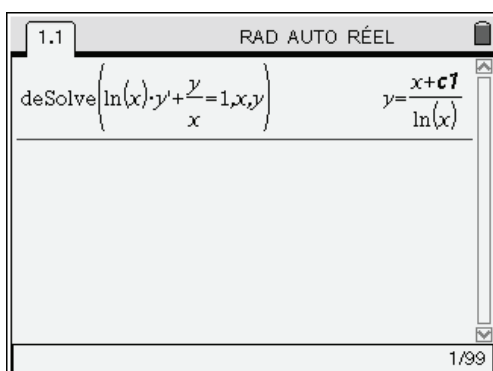 1.1 RAD AUTO RÉEL
deSolve(ln(x)·y'+y/x=1,x,y) y=(x+c1)/ln(x)
1/99